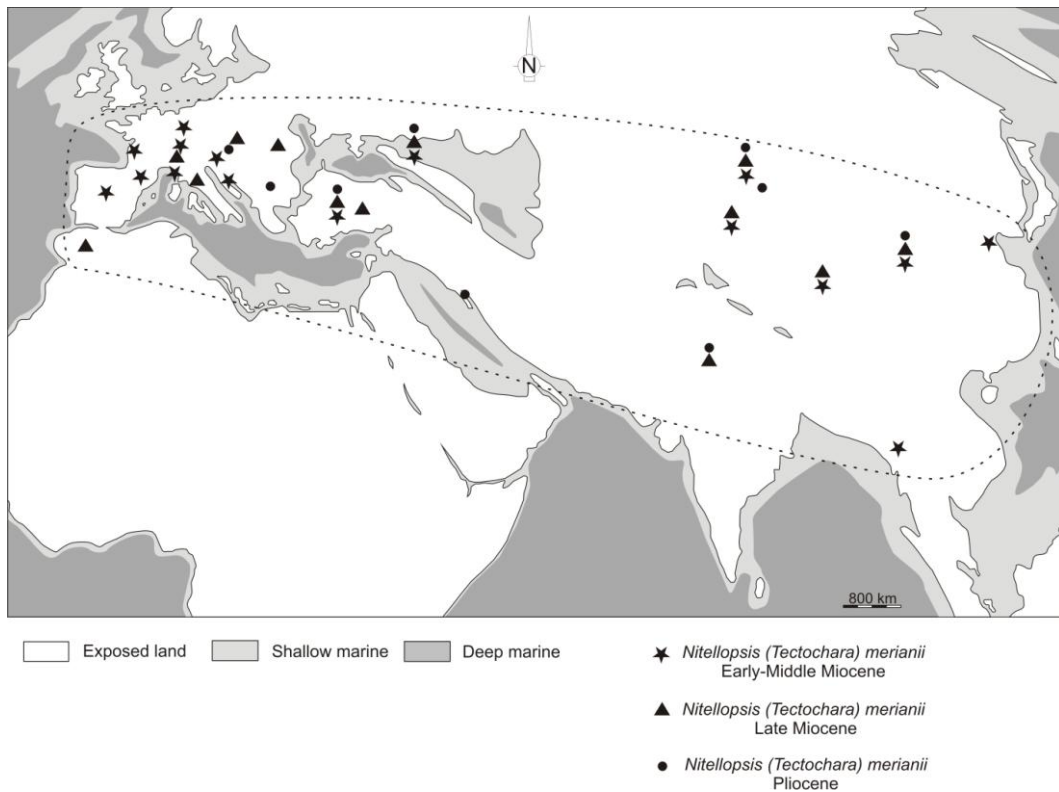 N
800 km
Exposed land
Shallow marine
Deep marine
Nitellopsis (Tectochara) merianii
Early-Middle Miocene
Nitellopsis (Tectochara) merianii
Late Miocene
Nitellopsis (Tectochara) merianii
Pliocene